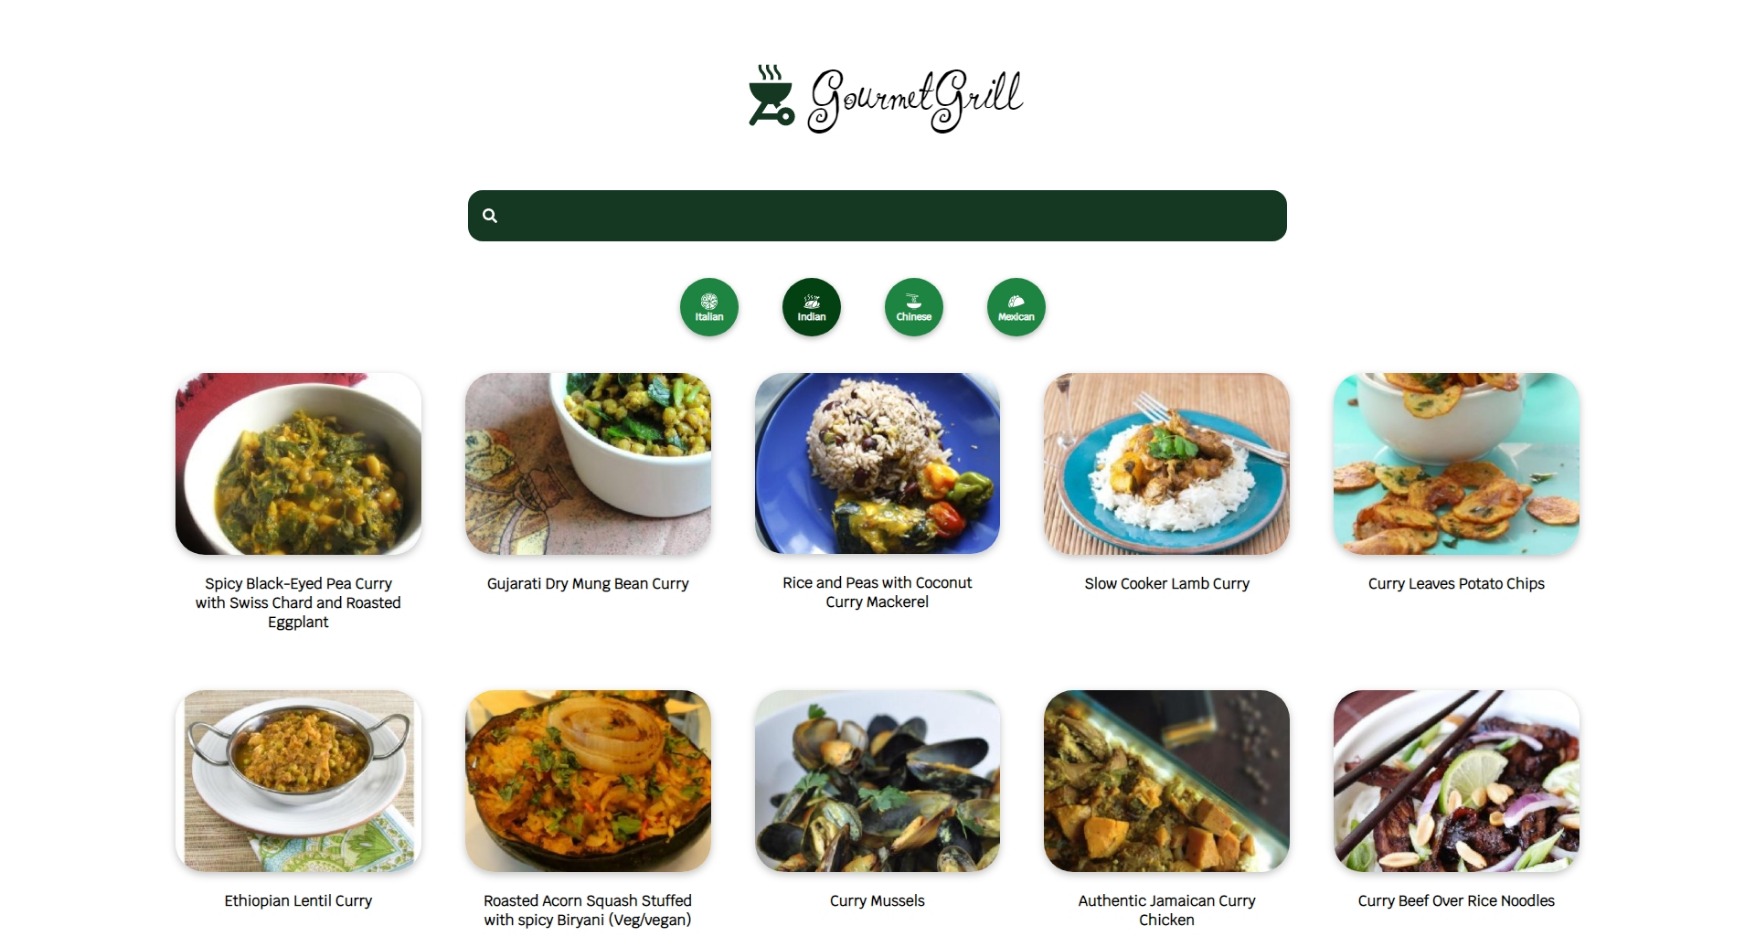 GourmetGrill
Italian
Indian
Chinese
Mexican
Spicy Black-Eyed Pea Curry
with Swiss Chard and Roasted
Eggplant
Gujarati Dry Mung Bean Curry
Rice and Peas with Coconut
Curry Mackerel
Slow Cooker Lamb Curry
Curry Leaves Potato Chips
Ethiopian Lentil Curry
Roasted Acorn Squash Stuffed
with spicy Biryani (Veg/vegan)
Curry Mussels
Authentic Jamaican Curry
Chicken
Curry Beef Over Rice Noodles